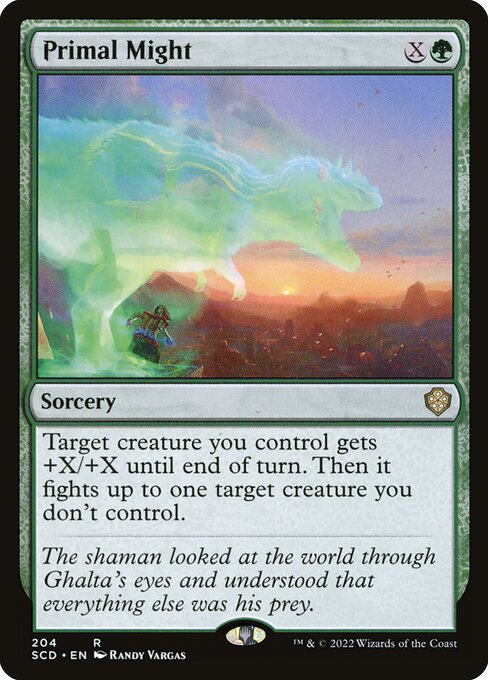 Primal Might X
Sorcery
Target creature you control gets
+X/+X until end of turn. Then it
fights up to one target creature you
don't control.
The shaman looked at the world through
Ghalta's eyes and understood that
everything else was his prey.
204 R
SCD • EN Randy Vargas
™ & © 2022 Wizards of the Coast